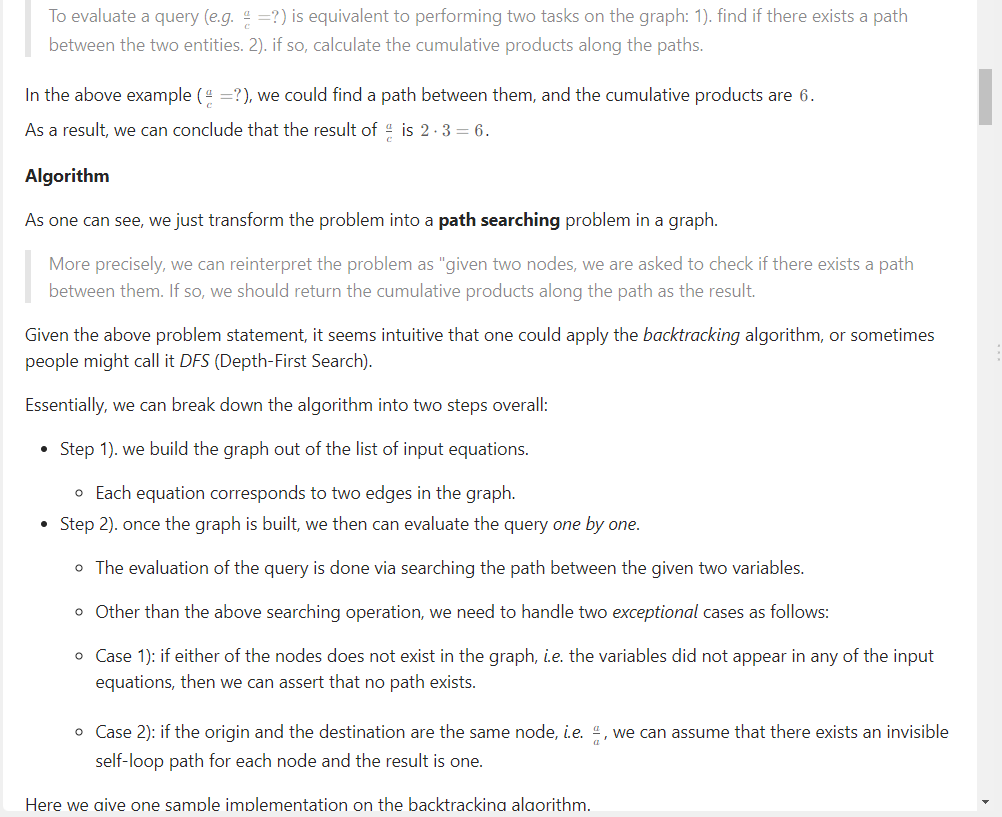 To evaluate a query (e.g. a/c =?) is equivalent to performing two tasks on the graph: 1). find if there exists a path
between the two entities. 2). if so, calculate the cumulative products along the paths.
In the above example (a/c =?), we could find a path between them, and the cumulative products are 6.
As a result, we can conclude that the result of a/c is 2 · 3 = 6.
Algorithm
As one can see, we just transform the problem into a path searching problem in a graph.
More precisely, we can reinterpret the problem as "given two nodes, we are asked to check if there exists a path
between them. If so, we should return the cumulative products along the path as the result.
Given the above problem statement, it seems intuitive that one could apply the backtracking algorithm, or sometimes
people might call it DFS (Depth-First Search).
Essentially, we can break down the algorithm into two steps overall:
• Step 1). we build the graph out of the list of input equations.
◦ Each equation corresponds to two edges in the graph.
• Step 2). once the graph is built, we then can evaluate the query one by one.
◦ The evaluation of the query is done via searching the path between the given two variables.
◦ Other than the above searching operation, we need to handle two exceptional cases as follows:
◦ Case 1): if either of the nodes does not exist in the graph, i.e. the variables did not appear in any of the input
equations, then we can assert that no path exists.
◦ Case 2): if the origin and the destination are the same node, i.e. a/a, we can assume that there exists an invisible
self-loop path for each node and the result is one.
Here we give one sample implementation on the backtracking algorithm.